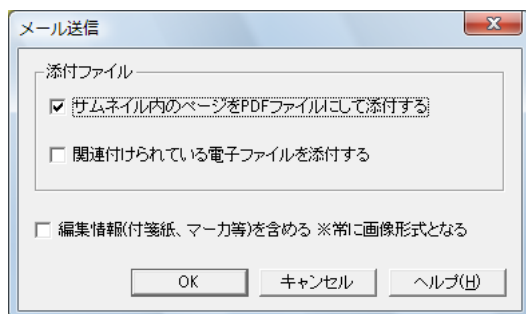 メール送信
添付ファイル
サムネイル内のページをPDFファイルにして添付する
関連付けられている電子ファイルを添付する
編集情報(付箋紙、マーカ等)を含める ※常に画像形式となる
OK キャンセル ヘルプ(H)